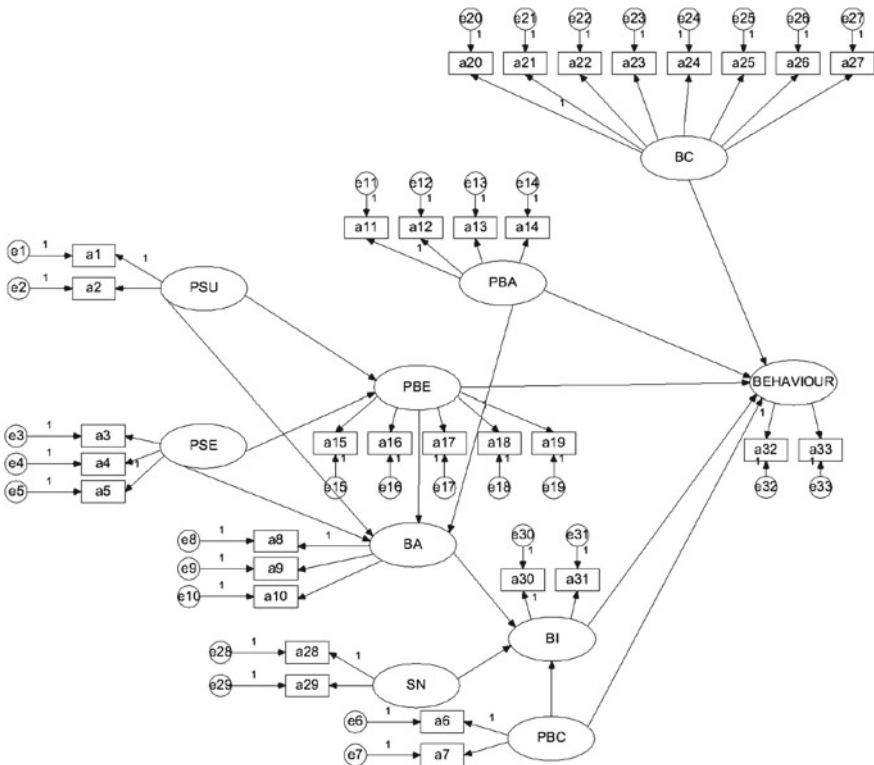 e20 e21 e22 e23 e24 e25 e26 e27
1 1 1 1 1 1 1 1
a20 a21 a22 a23 a24 a25 a26 a27
1
BC
e11 e12 e13 e14
1 1 1 1
a11 a12 a13 a14
1
e1 1 a1 1
e2 1 a2
PSU
PBA
PBE
BEHAVIOUR
1
1
e3 1 a3
e4 1 a4 1
e5 1 a5
PSE
a15 a16 a17 a18 a19
1 1 1 1 1
e15 e16 e17 e18 e19
a32 a33
1 1
e32 e33
e8 1 a8 1
e9 1 a9
e10 1 a10
BA
e30 e31
1 1
a30 a31
1
BI
e28 1 a28 1
e29 1 a29
SN
e6 1 a6 1
e7 1 a7
PBC